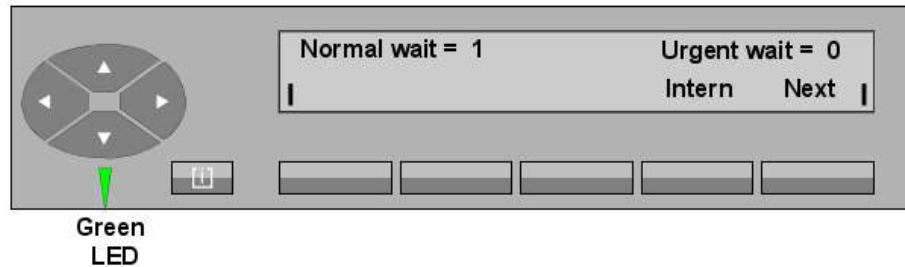 Normal wait = 1 Urgent wait = 0
Intern Next
[i]
Green
LED